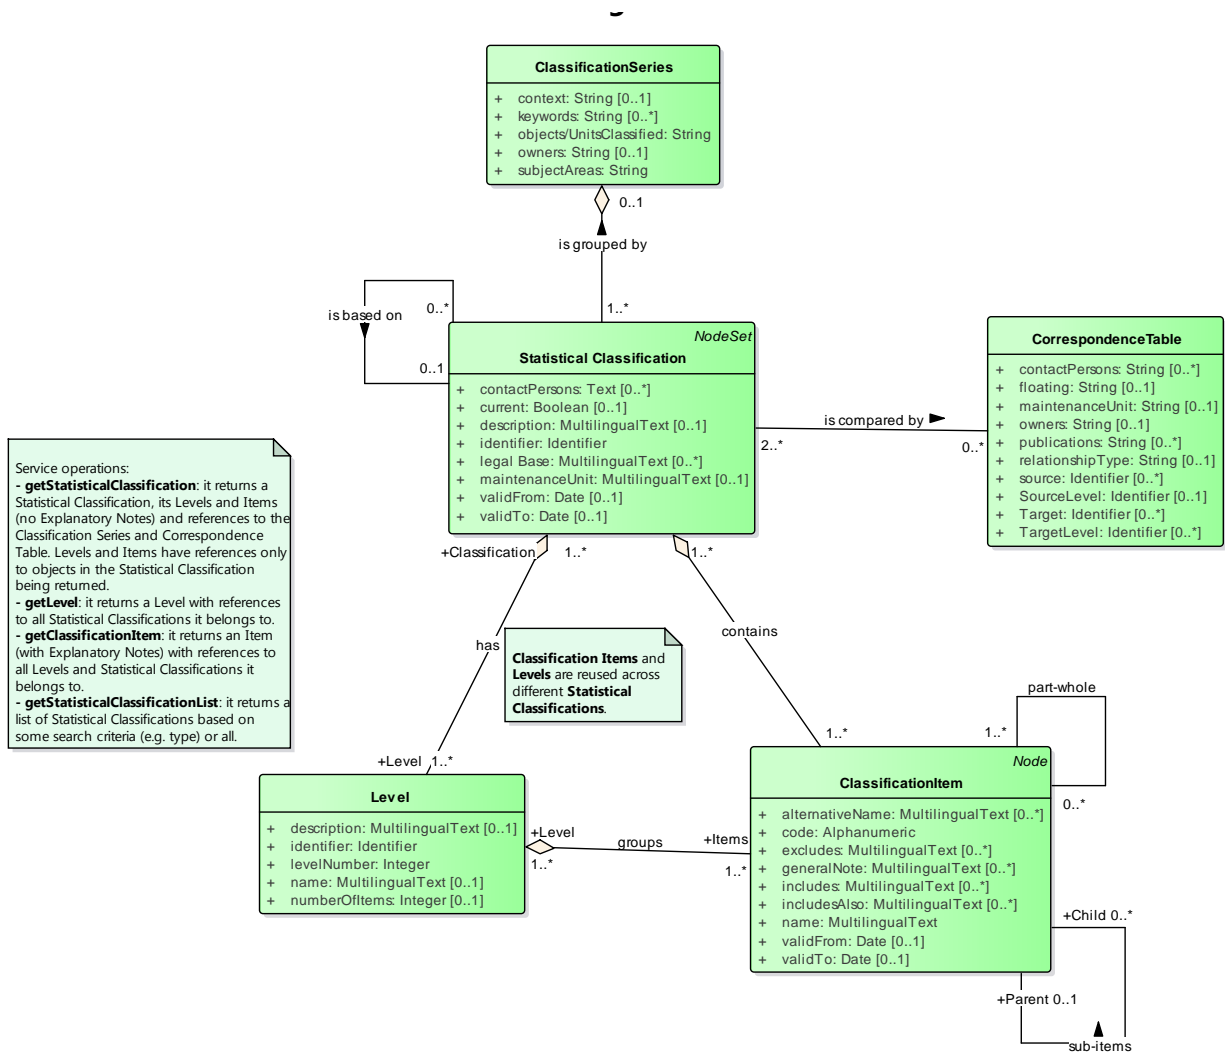 ClassificationSeries
+ context: String [0..1]
+ keywords: String [0..*]
+ objects/UnitsClassified: String
+ owners: String [0..1]
+ subjectAreas: String
0..1
is grouped by
1..*
is based on
0..*
0..1
NodeSet
Statistical Classification
+ contactPersons: Text [0..*]
+ current: Boolean [0..1]
+ description: MultilingualText [0..1]
+ identifier: Identifier
+ legal Base: MultilingualText [0..*]
+ maintenanceUnit: MultilingualText [0..1]
+ validFrom: Date [0..1]
+ validTo: Date [0..1]
is compared by
2..*
0..*
CorrespondenceTable
+ contactPersons: String [0..*]
+ floating: String [0..1]
+ maintenanceUnit: String [0..1]
+ owners: String [0..1]
+ publications: String [0..*]
+ relationshipType: String [0..1]
+ source: Identifier [0..*]
+ SourceLevel: Identifier [0..1]
+ Target: Identifier [0..*]
+ TargetLevel: Identifier [0..*]
Service operations:
- getStatisticalClassification: it returns a
Statistical Classification, its Levels and Items
(no Explanatory Notes) and references to the
Classification Series and Correspondence
Table. Levels and Items have references only
to objects in the Statistical Classification
being returned.
- getLevel: it returns a Level with references
to all Statistical Classifications it belongs to.
- getClassificationItem: it returns an Item
(with Explanatory Notes) with references to
all Levels and Statistical Classifications it
belongs to.
- getStatisticalClassificationList: it returns a
list of Statistical Classifications based on
some search criteria (e.g. type) or all.
+Classification
1..*
1..*
has
contains
Classification Items and
Levels are reused across
different Statistical
Classifications.
+Level 1..*
1..*
Level
+ description: MultilingualText [0..1]
+ identifier: Identifier
+ levelNumber: Integer
+ name: MultilingualText [0..1]
+ numberOfItems: Integer [0..1]
+Level
1..*
groups
+Items
1..*
part-whole
1..*
0..*
Node
ClassificationItem
+ alternativeName: MultilingualText [0..*]
+ code: Alphanumeric
+ excludes: MultilingualText [0..*]
+ generalNote: MultilingualText [0..*]
+ includes: MultilingualText [0..*]
+ includesAlso: MultilingualText [0..*]
+ name: MultilingualText
+ validFrom: Date [0..1]
+ validTo: Date [0..1]
+Child 0..*
+Parent 0..1
sub-items